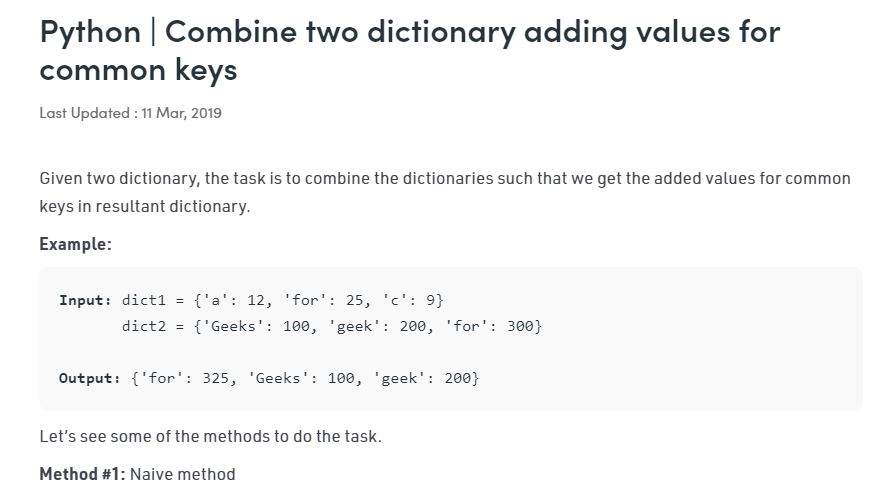 Python | Combine two dictionary adding values for
common keys
Last Updated : 11 Mar, 2019
Given two dictionary, the task is to combine the dictionaries such that we get the added values for common
keys in resultant dictionary.
Example:
Input: dict1 = {'a': 12, 'for': 25, 'c': 9}
dict2 = {'Geeks': 100, 'geek': 200, 'for': 300}
Output: {'for': 325, 'Geeks': 100, 'geek': 200}
Let’s see some of the methods to do the task.
Method #1: Naive method